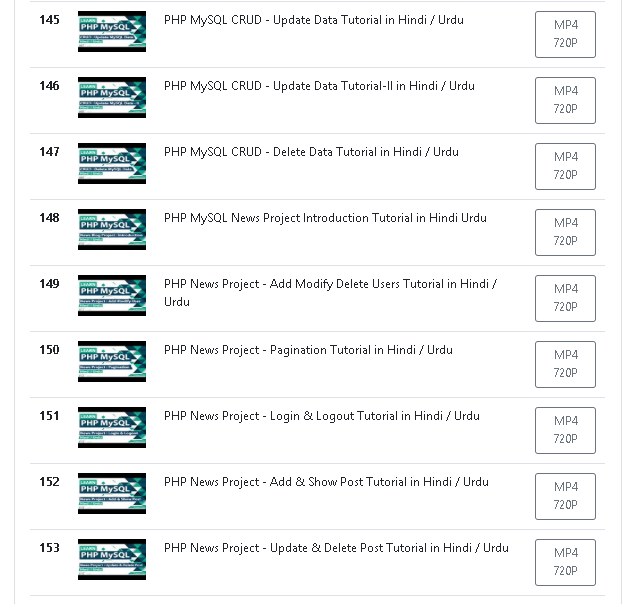 145
PHP MySQL CRUD - Update Data Tutorial in Hindi / Urdu
MP4
720P
146
PHP MySQL CRUD - Update Data Tutorial-II in Hindi / Urdu
MP4
720P
147
PHP MySQL CRUD - Delete Data Tutorial in Hindi / Urdu
MP4
720P
148
PHP MySQL News Project Introduction Tutorial in Hindi Urdu
MP4
720P
149
PHP News Project - Add Modify Delete Users Tutorial in Hindi /
Urdu
MP4
720P
150
PHP News Project - Pagination Tutorial in Hindi / Urdu
MP4
720P
151
PHP News Project - Login & Logout Tutorial in Hindi / Urdu
MP4
720P
152
PHP News Project - Add & Show Post Tutorial in Hindi / Urdu
MP4
720P
153
PHP News Project - Update & Delete Post Tutorial in Hindi / Urdu
MP4
720P